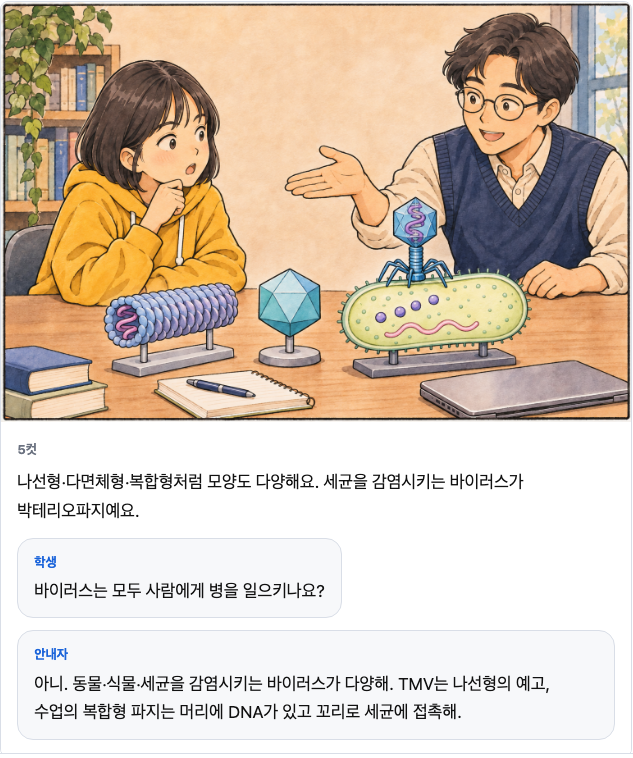 5컷
나선형·다면체형·복합형처럼 모양도 다양해요. 세균을 감염시키는 바이러스가
박테리오파지예요.
학생
바이러스는 모두 사람에게 병을 일으키나요?
안내자
아니. 동물·식물·세균을 감염시키는 바이러스가 다양해. TMV는 나선형의 예고,
수업의 복합형 파지는 머리에 DNA가 있고 꼬리로 세균에 접촉해.